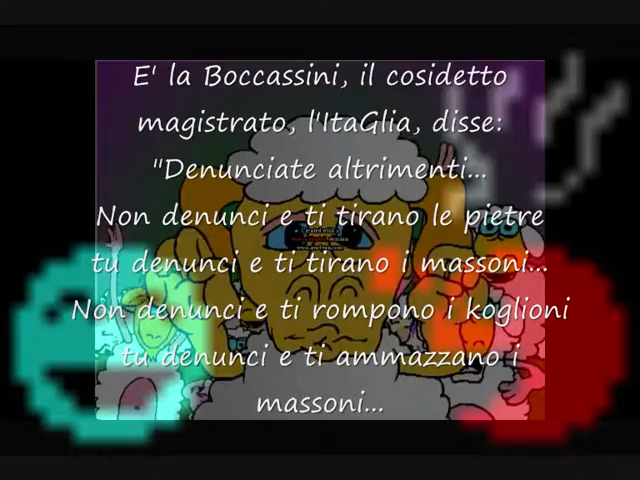 E' la Boccassini, il cosidetto
magistrato, l'ItaGlia, disse:
"Denunciate altrimenti...
Non denunci e ti tirano le pietre
tu denunci e ti tirano i massoni...
Non denunci e ti rompono i koglioni
tu denunci e ti ammazzano i
massoni...